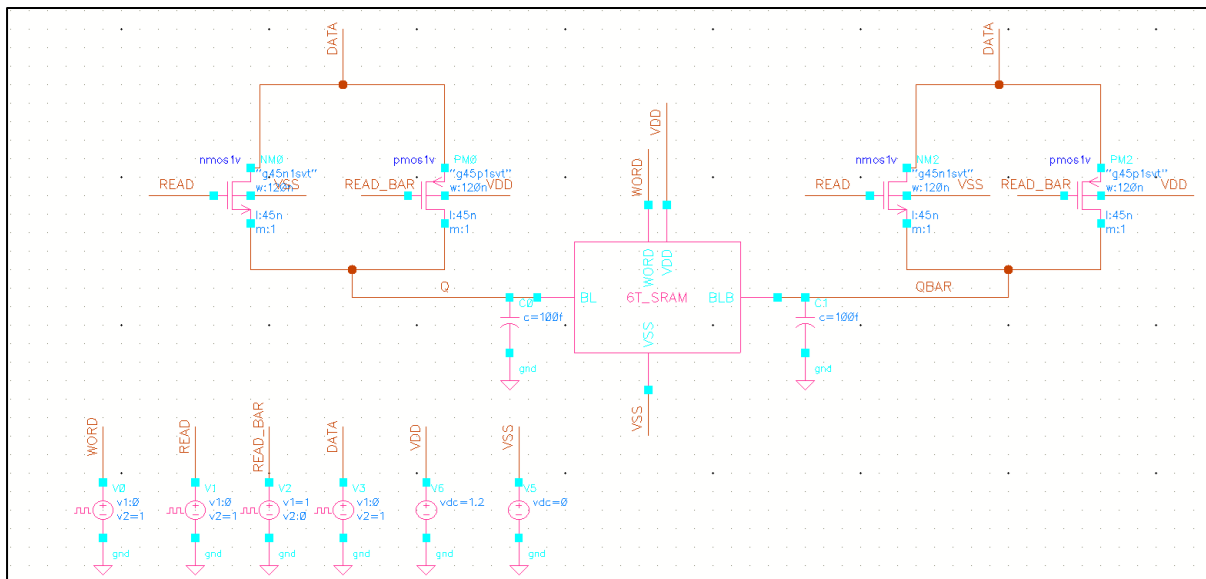 DATA
nmos1v
NM0
"g45n1svt"
w:120n
l:45n
m:1
READ
VSS
pmos1v
PM0
"g45p1svt"
w:120n
l:45n
m:1
READ_BAR
VDD
Q
C0
c=100f
gnd
WORD
VDD
WORD
VDD
BL
6T_SRAM
BLB
VSS
VSS
DATA
nmos1v
NM2
"g45n1svt"
w:120n
l:45n
m:1
READ
VSS
pmos1v
PM2
"g45p1svt"
w:120n
l:45n
m:1
READ_BAR
VDD
QBAR
C1
c=100f
gnd
WORD
V0
v1:0
v2=1
gnd
READ
V1
v1:0
v2=1
gnd
READ_BAR
V2
v1=1
v2:0
gnd
DATA
V3
v1:0
v2=1
gnd
VDD
V6
vdc=1.2
gnd
VSS
V5
vdc=0
gnd